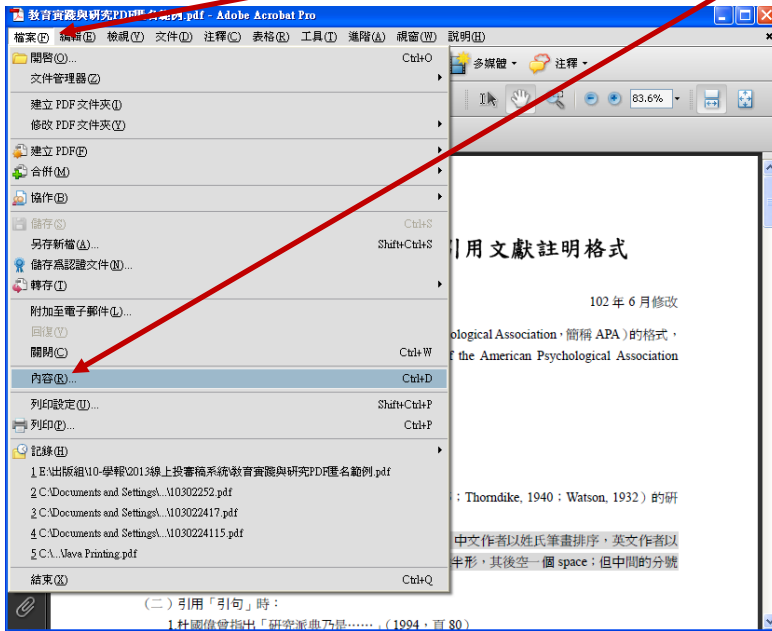 教育實踐與研究PDF匿名範例.pdf - Adobe Acrobat Pro
檔案(F) 編輯(E) 檢視(V) 文件(D) 注釋(C) 表格(R) 工具(T) 進階(A) 視窗(W) 說明(H)
開啓(O)... Ctrl+O
多媒體 注釋
文件管理器(Z)
建立 PDF 文件夾(I)
83.6%
修改 PDF 文件夾(Y)
建立 PDF(F)
合併(M)
協作(B)
儲存(S) Ctrl+S
另存新檔(A)... Shift+Ctrl+S
引用文獻註明格式
儲存爲認證文件(N)...
轉存(T)
102 年 6 月修改
附加至電子郵件(L)...
回復(V)
ological Association，簡稱 APA）的格式，
關閉(C) Ctrl+W
f the American Psychological Association
內容(R)... Ctrl+D
列印設定(U)... Shift+Ctrl+P
列印(P)... Ctrl+P
記錄(H)
1 E:\出版組\10-學報\2013線上投審稿系統\教育實踐與研究PDF匿名範例.pdf
2 C:\Documents and Settings\...\10302252.pdf
；Thorndike, 1940；Watson, 1932）的研
3 C:\Documents and Settings\...\103022417.pdf
4 C:\Documents and Settings\...\1030224115.pdf
中文作者以姓氏筆畫排序，英文作者以
5 C:\...\Java Printing.pdf
半形，其後空一個 space；但中間的分號
結束(X) Ctrl+Q
（二）引用「引句」時：
1.杜國偉曾指出「研究派典乃是……」（1994，頁 80）